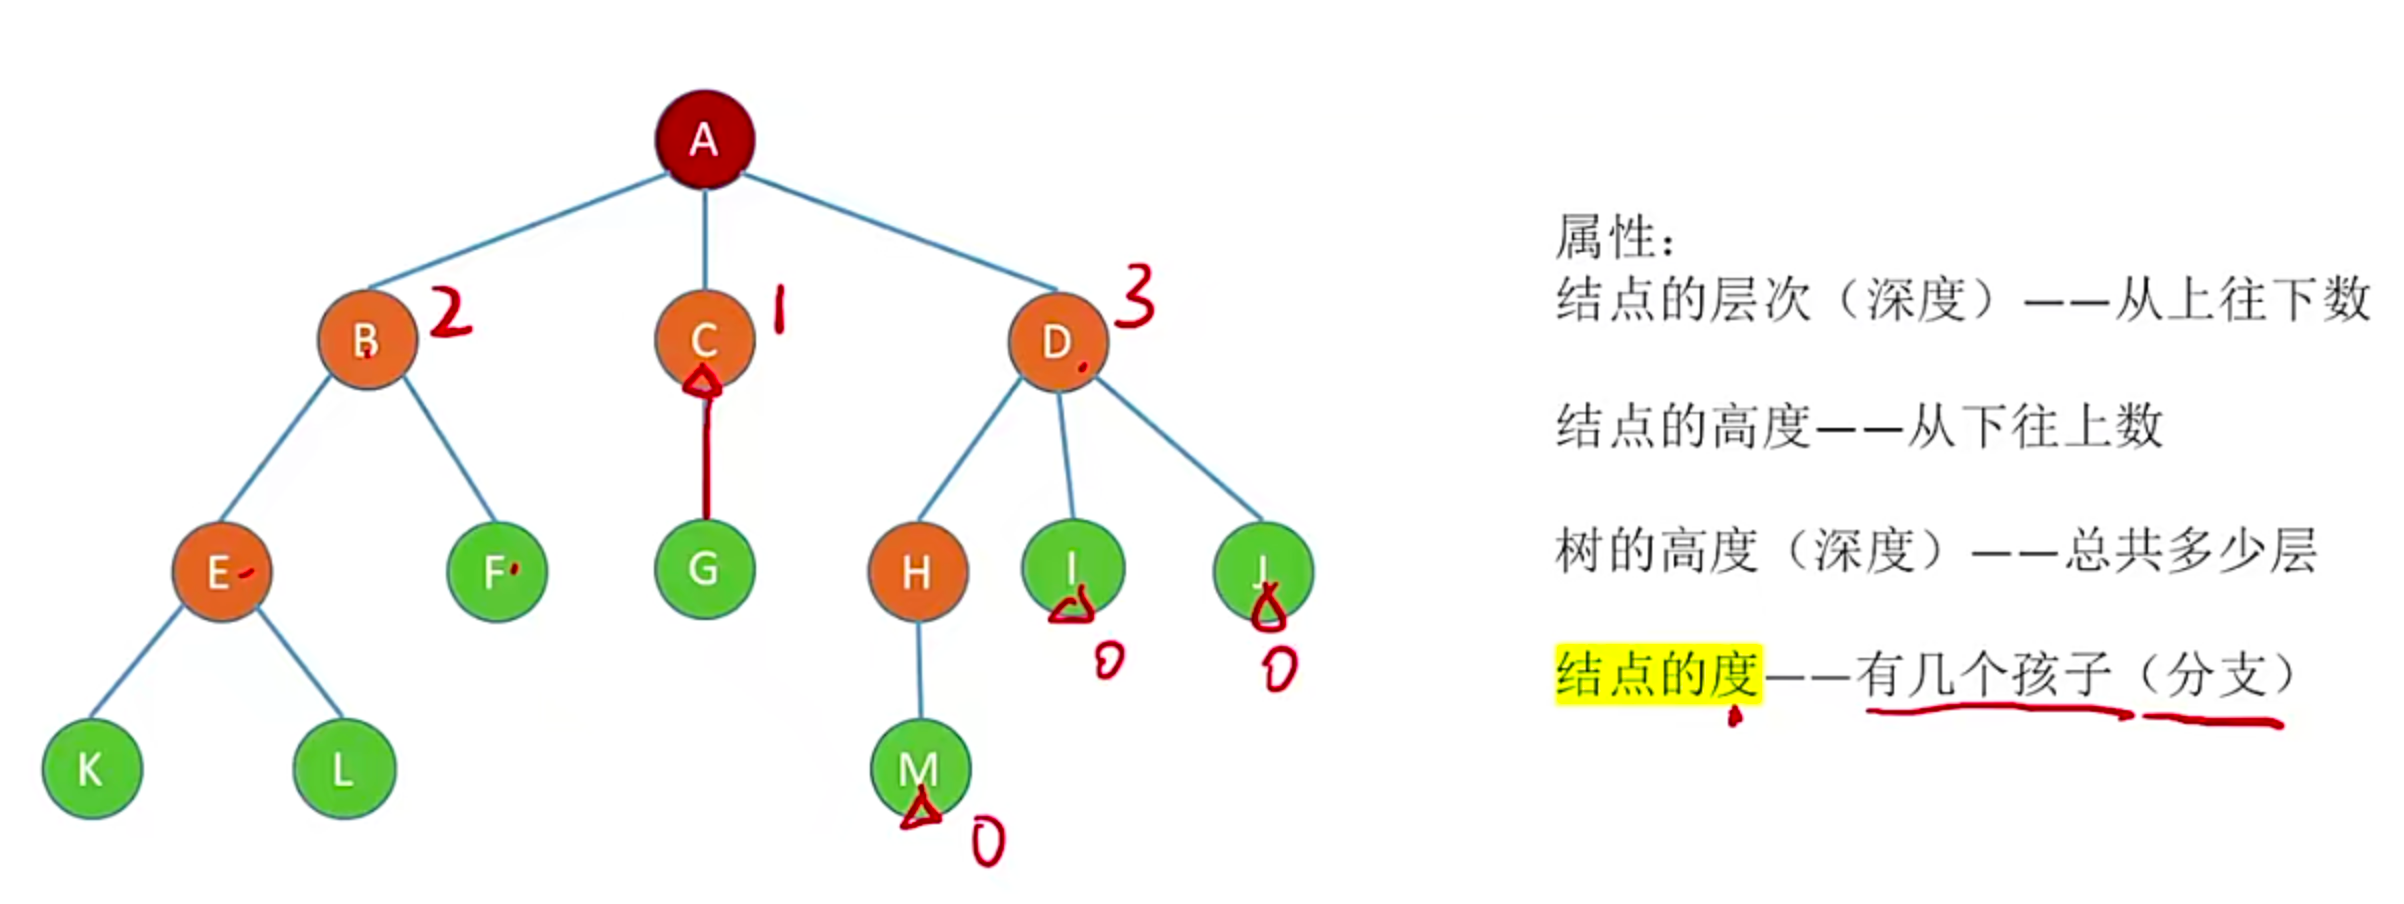 A
B 2
C 1
D 3
E
F
G
H
I
J
0
0
K
L
M
0
属性：
结点的层次（深度）——从上往下数
结点的高度——从下往上数
树的高度（深度）——总共多少层
结点的度——有几个孩子（分支）